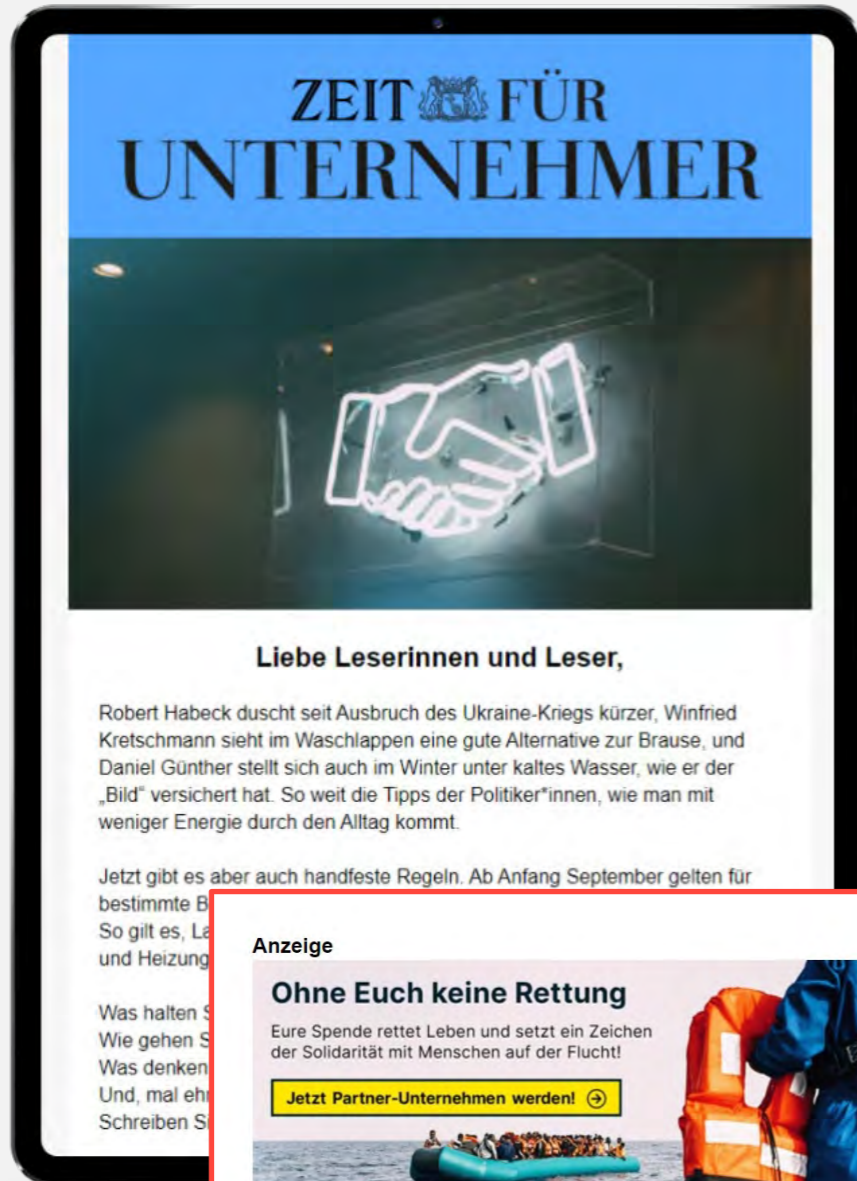 ZEIT FÜR
UNTERNEHMER
Liebe Leserinnen und Leser,
Robert Habeck duscht seit Ausbruch des Ukraine-Kriegs kürzer, Winfried
Kretschmann sieht im Waschlappen eine gute Alternative zur Brause, und
Daniel Günther stellt sich auch im Winter unter kaltes Wasser, wie er der
„Bild“ versichert hat. So weit die Tipps der Politiker*innen, wie man mit
weniger Energie durch den Alltag kommt.
Jetzt gibt es aber auch handfeste Regeln. Ab Anfang September gelten für
bestimmte
So gilt es,
und Heizung
Was halten
Wie gehen
Was denken
Und, mal
Schreiben
Anzeige
Ohne Euch keine Rettung
Eure Spende rettet Leben und setzt ein Zeichen
der Solidarität mit Menschen auf der Flucht!
Jetzt Partner-Unternehmen werden!